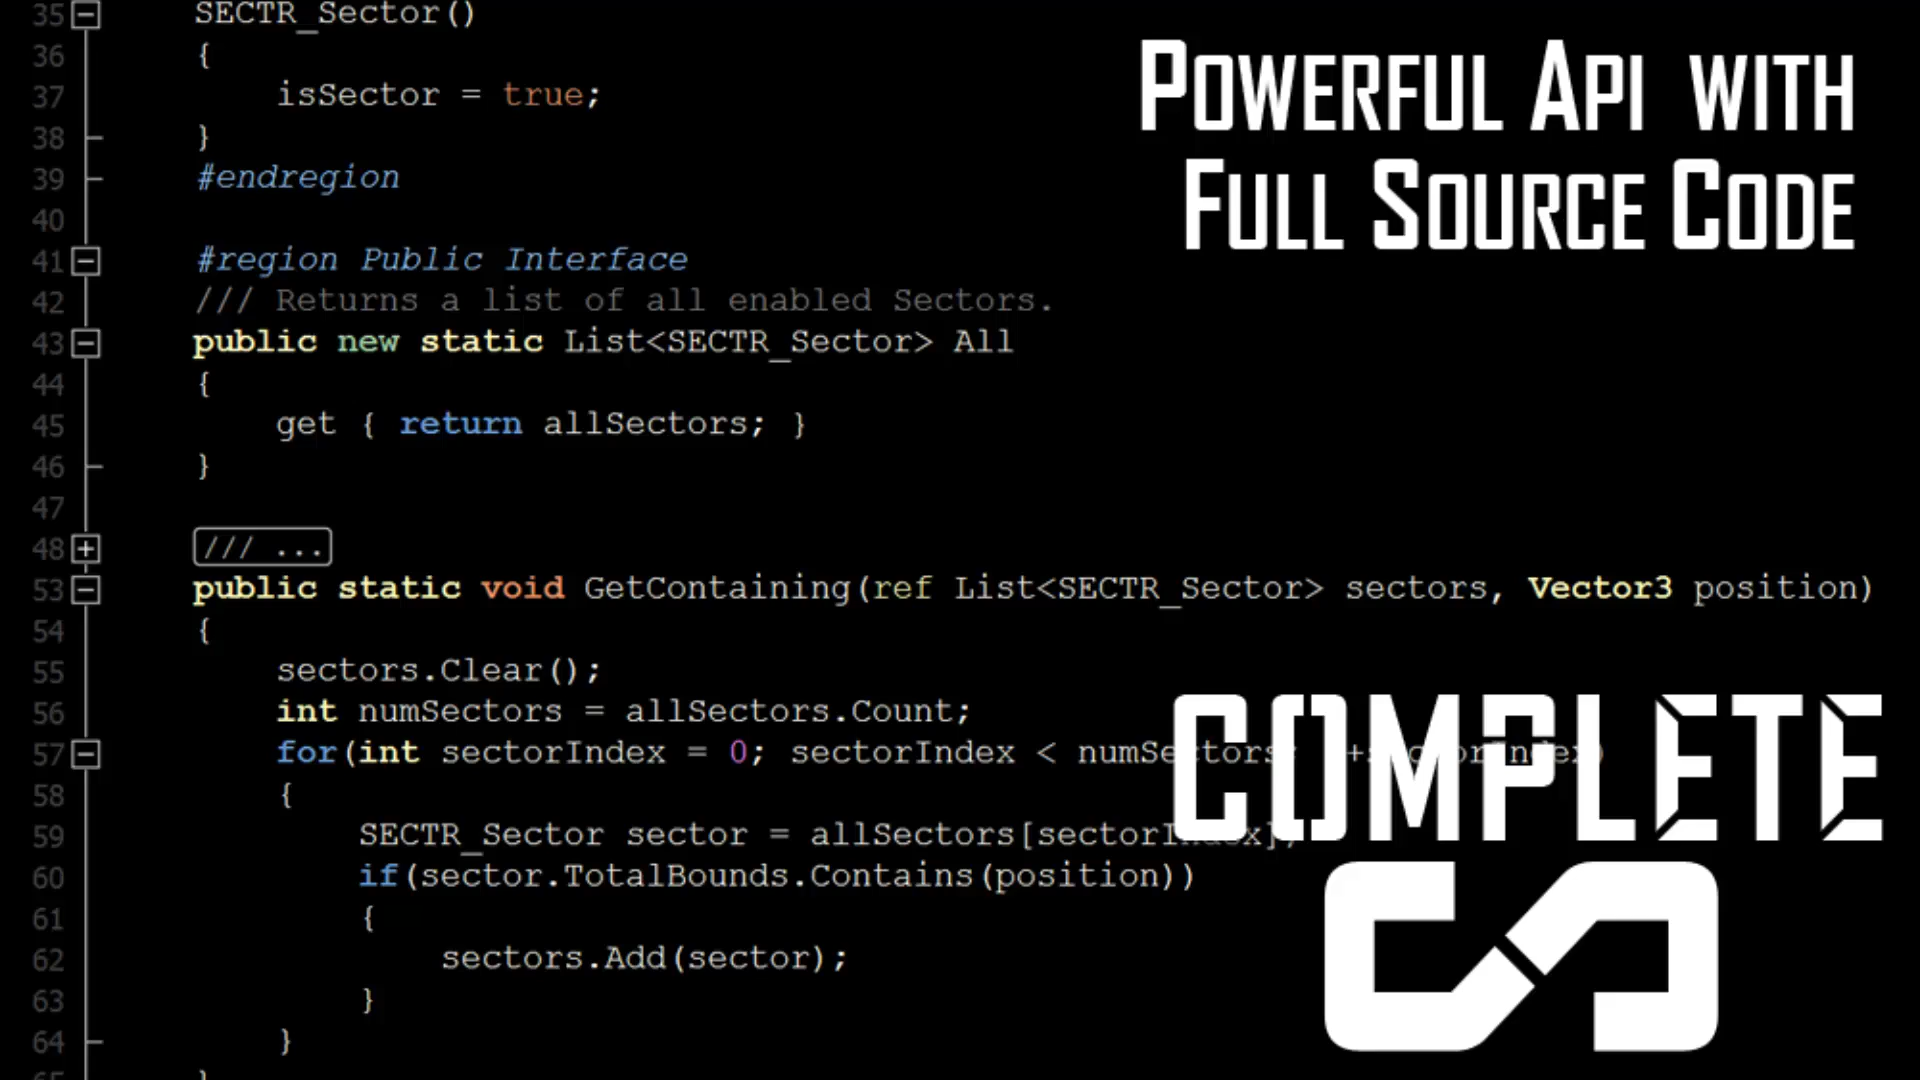 35 SECTR_Sector()
36 {
37 isSector = true;
38 }
39 #endregion
40
41 #region Public Interface
42 /// Returns a list of all enabled Sectors.
43 public new static List<SECTR_Sector> All
44 {
45 get { return allSectors; }
46 }
47
48 /// ...
53 public static void GetContaining(ref List<SECTR_Sector> sectors, Vector3 position)
54 {
55 sectors.Clear();
56 int numSectors = allSectors.Count;
57 for(int sectorIndex = 0; sectorIndex < numSectors; ++sectorIndex)
58 {
59 SECTR_Sector sector = allSectors[sectorIndex];
60 if(sector.TotalBounds.Contains(position))
61 {
62 sectors.Add(sector);
63 }
64 }
65 }
POWERFUL API WITH
FULL SOURCE CODE
COMPLETE